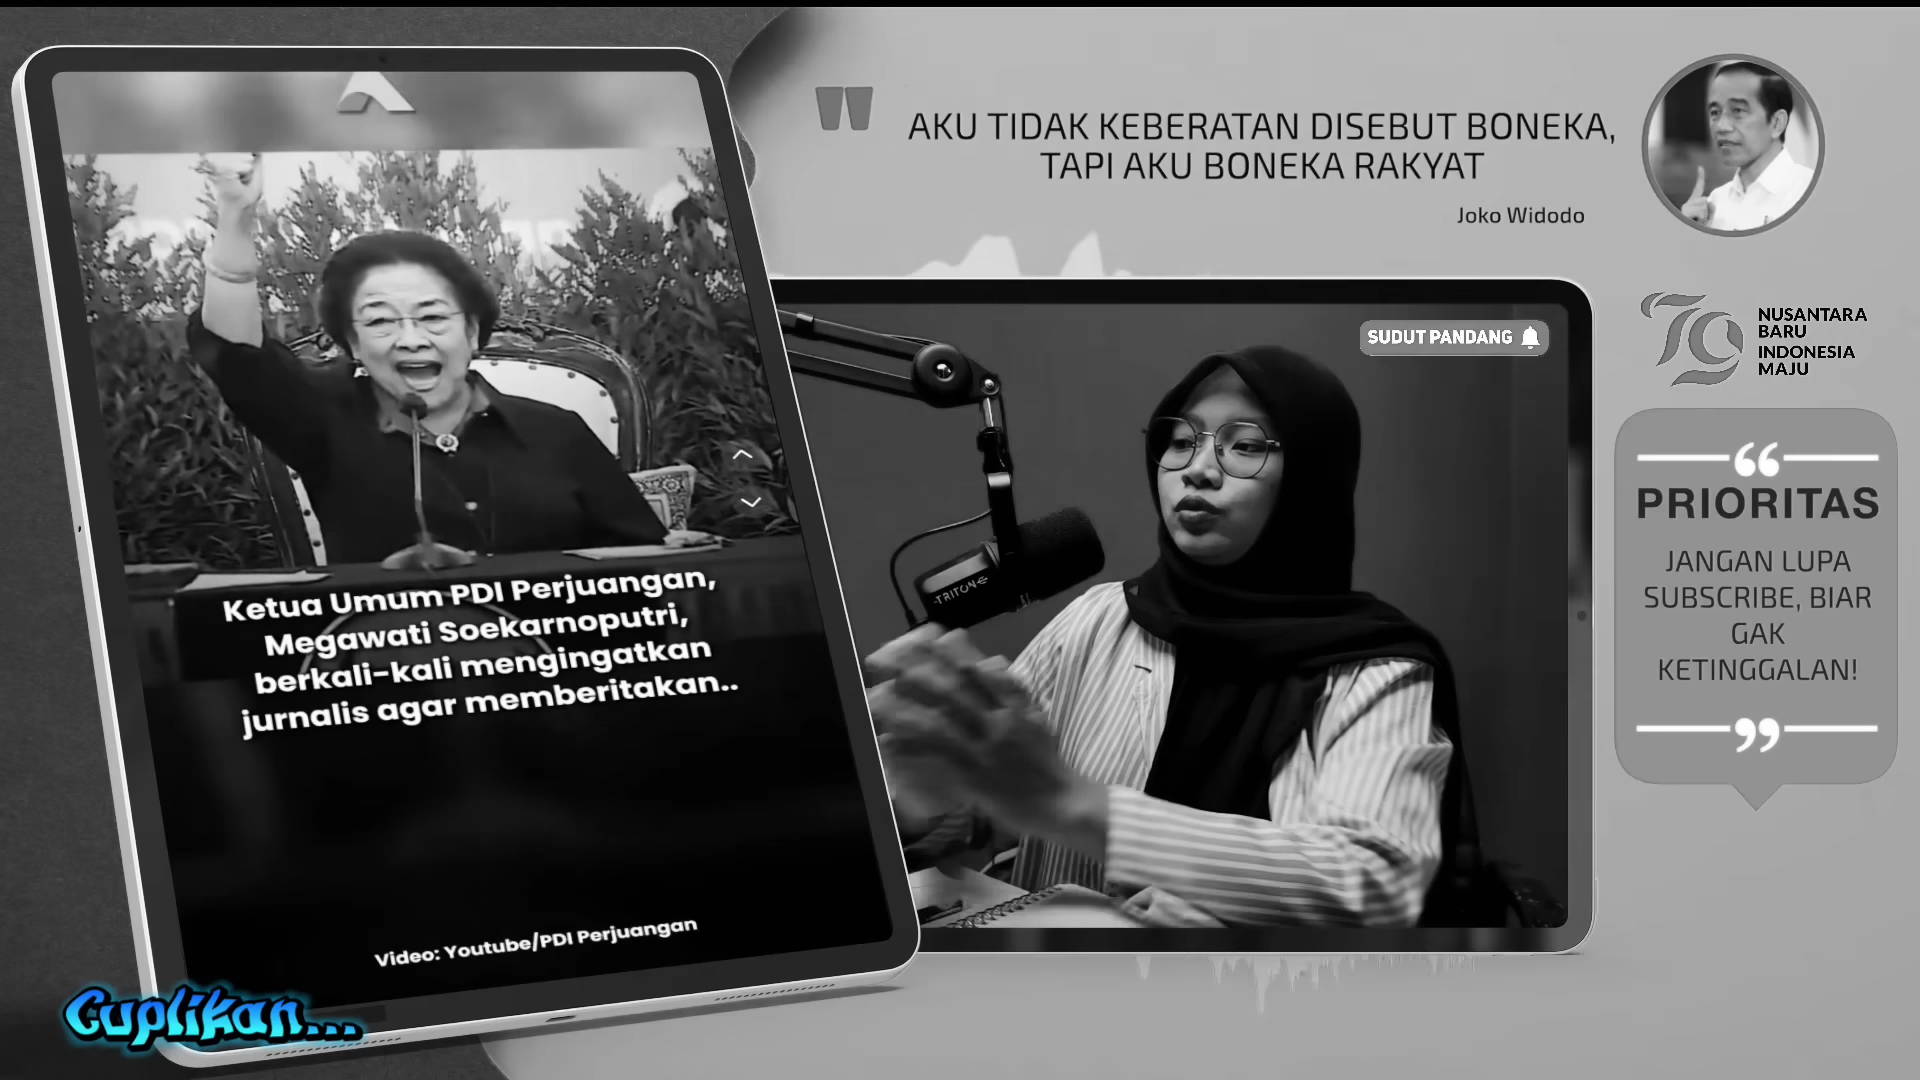 "
AKU TIDAK KEBERATAN DISEBUT BONEKA,
TAPI AKU BONEKA RAKYAT
Joko Widodo
Ketua Umum PDI Perjuangan,
Megawati Soekarnoputri,
berkali-kali mengingatkan
jurnalis agar memberitakan..
Video: Youtube/PDI Perjuangan
Cuplikan...
SUDUT PANDANG
TRITONE
79
NUSANTARA
BARU
INDONESIA
MAJU
“
PRIORITAS
JANGAN LUPA
SUBSCRIBE, BIAR
GAK
KETINGGALAN!
”